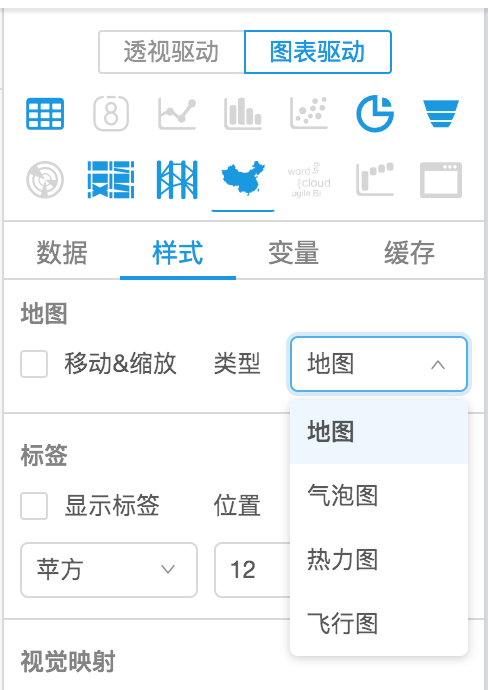 透视驱动 图表驱动
8
word big
cloud
agile BI
数据 样式 变量 缓存
地图
移动&缩放 类型 地图
地图
标签
显示标签 位置 气泡图
苹方 12 热力图
飞行图
视觉映射